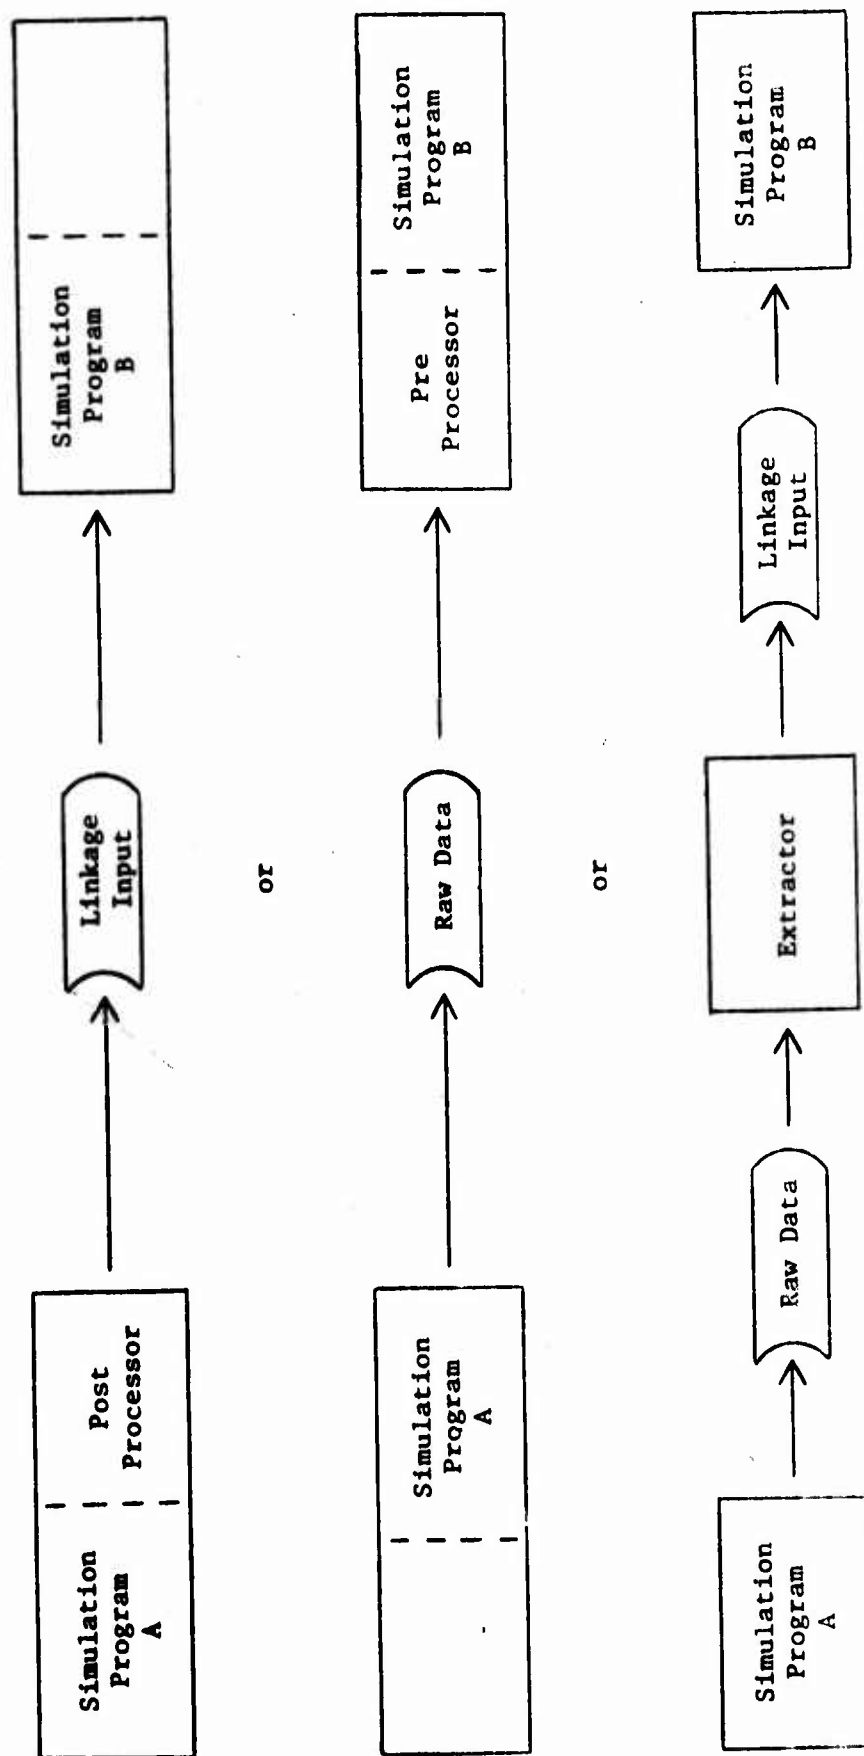 Simulation
Program
A
Post
Processor
Linkage
Input
Simulation
Program
B
or
Simulation
Program
A
Raw Data
Pre
Processor
Simulation
Program
B
or
Simulation
Program
A
Raw Data
Extractor
Linkage
Input
Simulation
Program
B